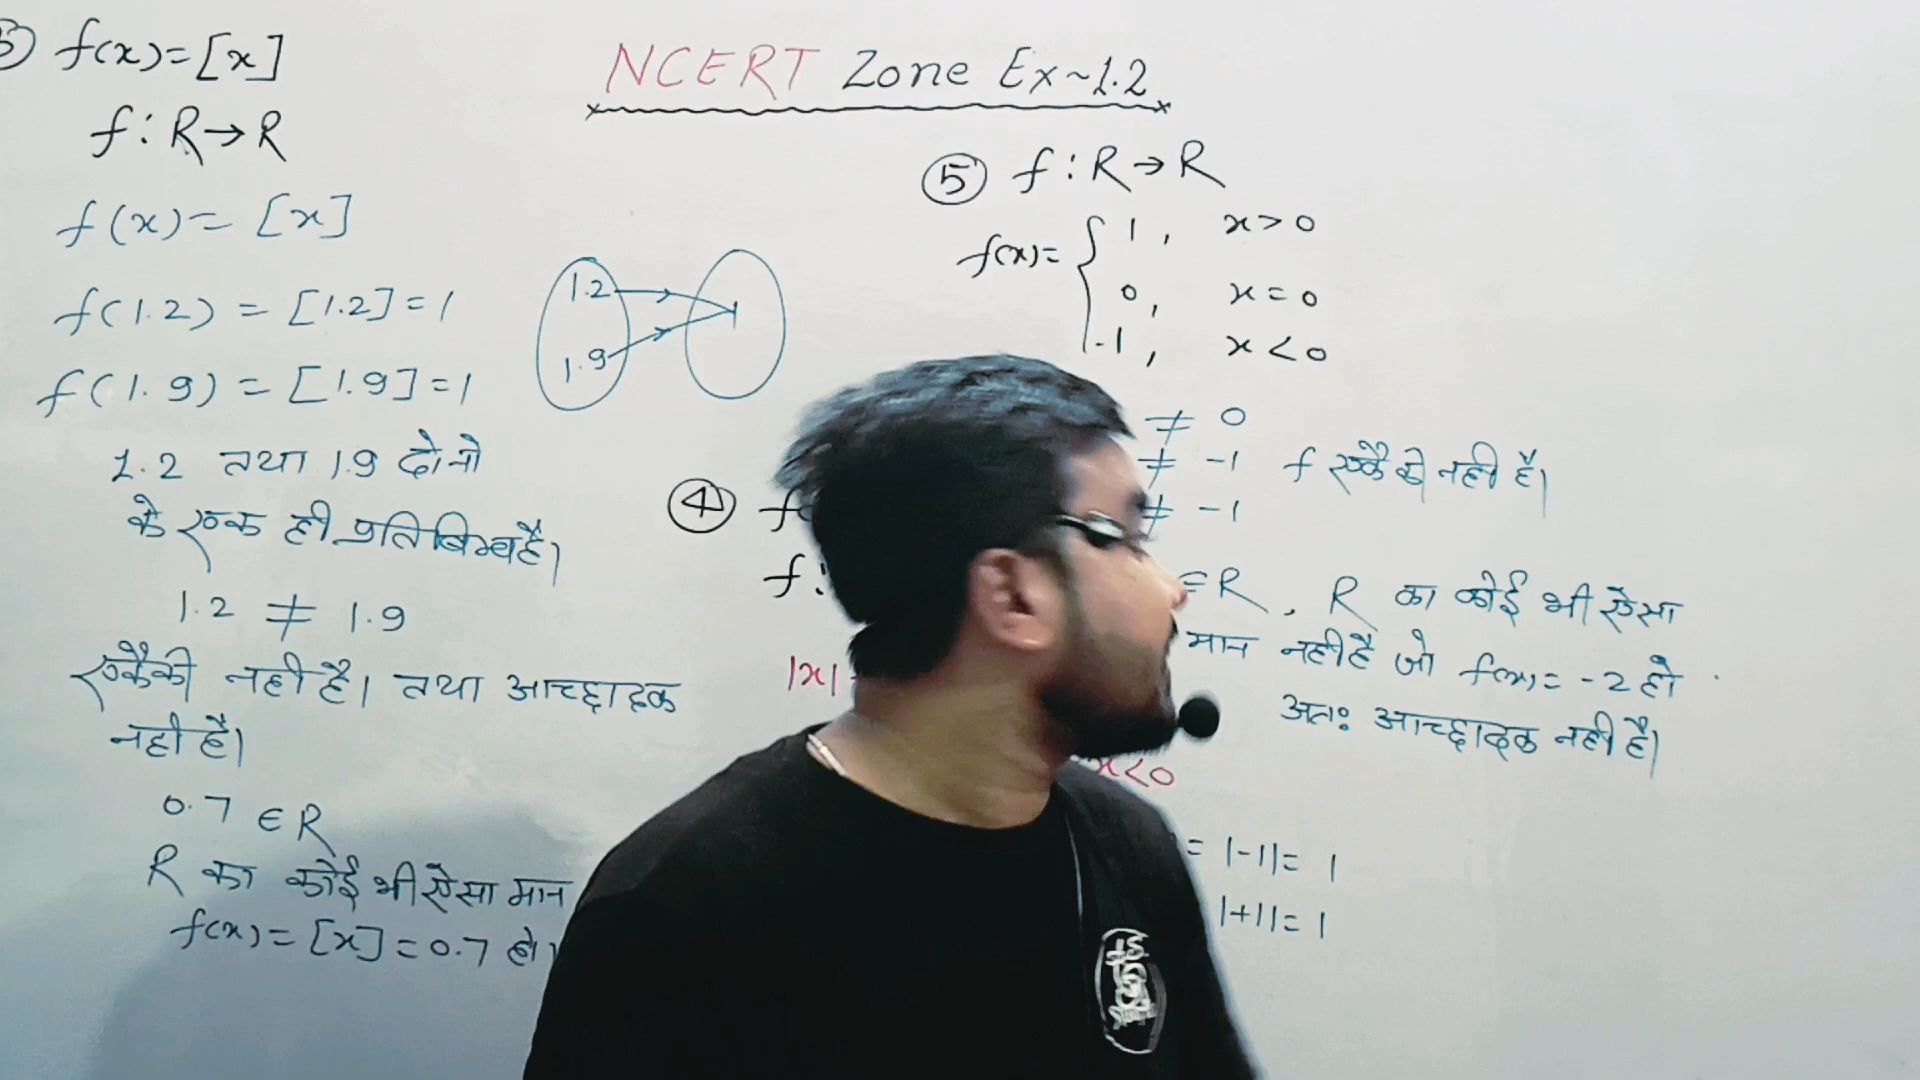 f(x)=[x]
f:R→R
f(x)=[x]
f(1.2) = [1.2]=1
f(1.9) = [1.9]=1
1.2 तथा 1.9 दोनो
के एक ही प्रतिबिम्ब है।
1.2 ≠ 1.9
एकैकी नही है। तथा आच्छादक
नही है।
0.7 ∈R
R का कोई भी ऐसा मान
f(x)=[x]=0.7 हो।
NCERT Zone Ex~1.2
1.2
1.9
1
④
f:
|x|
x<0
= |-1|= 1
|+1|= 1
⑤ f:R→R
f(x)= { 1, x>0
0, x=0
-1, x<0
≠ 0
≠ -1 f एकैकी नही है।
≠ -1
∈R, R का कोई भी ऐसा
मान नही है जो f(x)= -2 हो
अतः आच्छादक नही है।